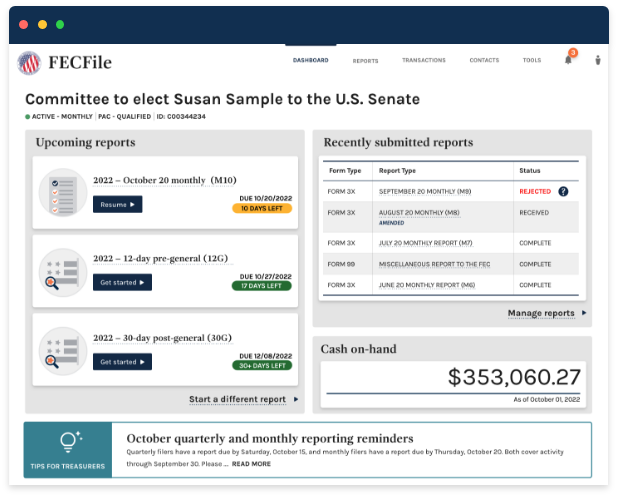 FECFile
DASHBOARD REPORTS TRANSACTIONS CONTACTS TOOLS 3
Committee to elect Susan Sample to the U.S. Senate
ACTIVE - MONTHLY | PAC - QUALIFIED | ID: C00344234
Upcoming reports
2022 – October 20 monthly (M10)
Resume
DUE 10/20/2022
10 DAYS LEFT
2022 – 12-day pre-general (12G)
Get started
DUE 10/27/2022
17 DAYS LEFT
2022 – 30-day post-general (30G)
Get started
DUE 12/08/2022
30+ DAYS LEFT
Start a different report
Recently submitted reports
Form Type Report Type Status
FORM 3X SEPTEMBER 20 MONTHLY (M9) REJECTED ?
FORM 3X AUGUST 20 MONTHLY (M8) RECEIVED
AMENDED
FORM 3X JULY 20 MONTHLY REPORT (M7) COMPLETE
FORM 99 MISCELLANEOUS REPORT TO THE FEC COMPLETE
FORM 3X JUNE 20 MONTHLY REPORT (M6) COMPLETE
Manage reports
Cash on-hand
$353,060.27
As of October 01, 2022
TIPS FOR TREASURERS
October quarterly and monthly reporting reminders
Quarterly filers have a report due by Saturday, October 15, and monthly filers have a report due by Thursday, October 20. Both cover activity
through September 30. Please ... READ MORE